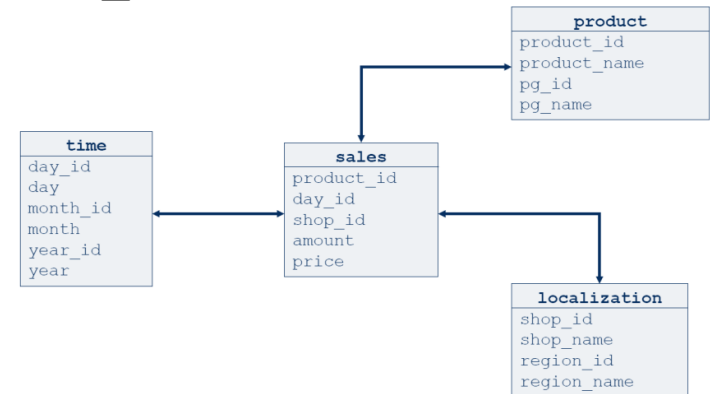 product
product_id
product_name
pg_id
pg_name
time
day_id
day
month_id
month
year_id
year
sales
product_id
day_id
shop_id
amount
price
localization
shop_id
shop_name
region_id
region_name